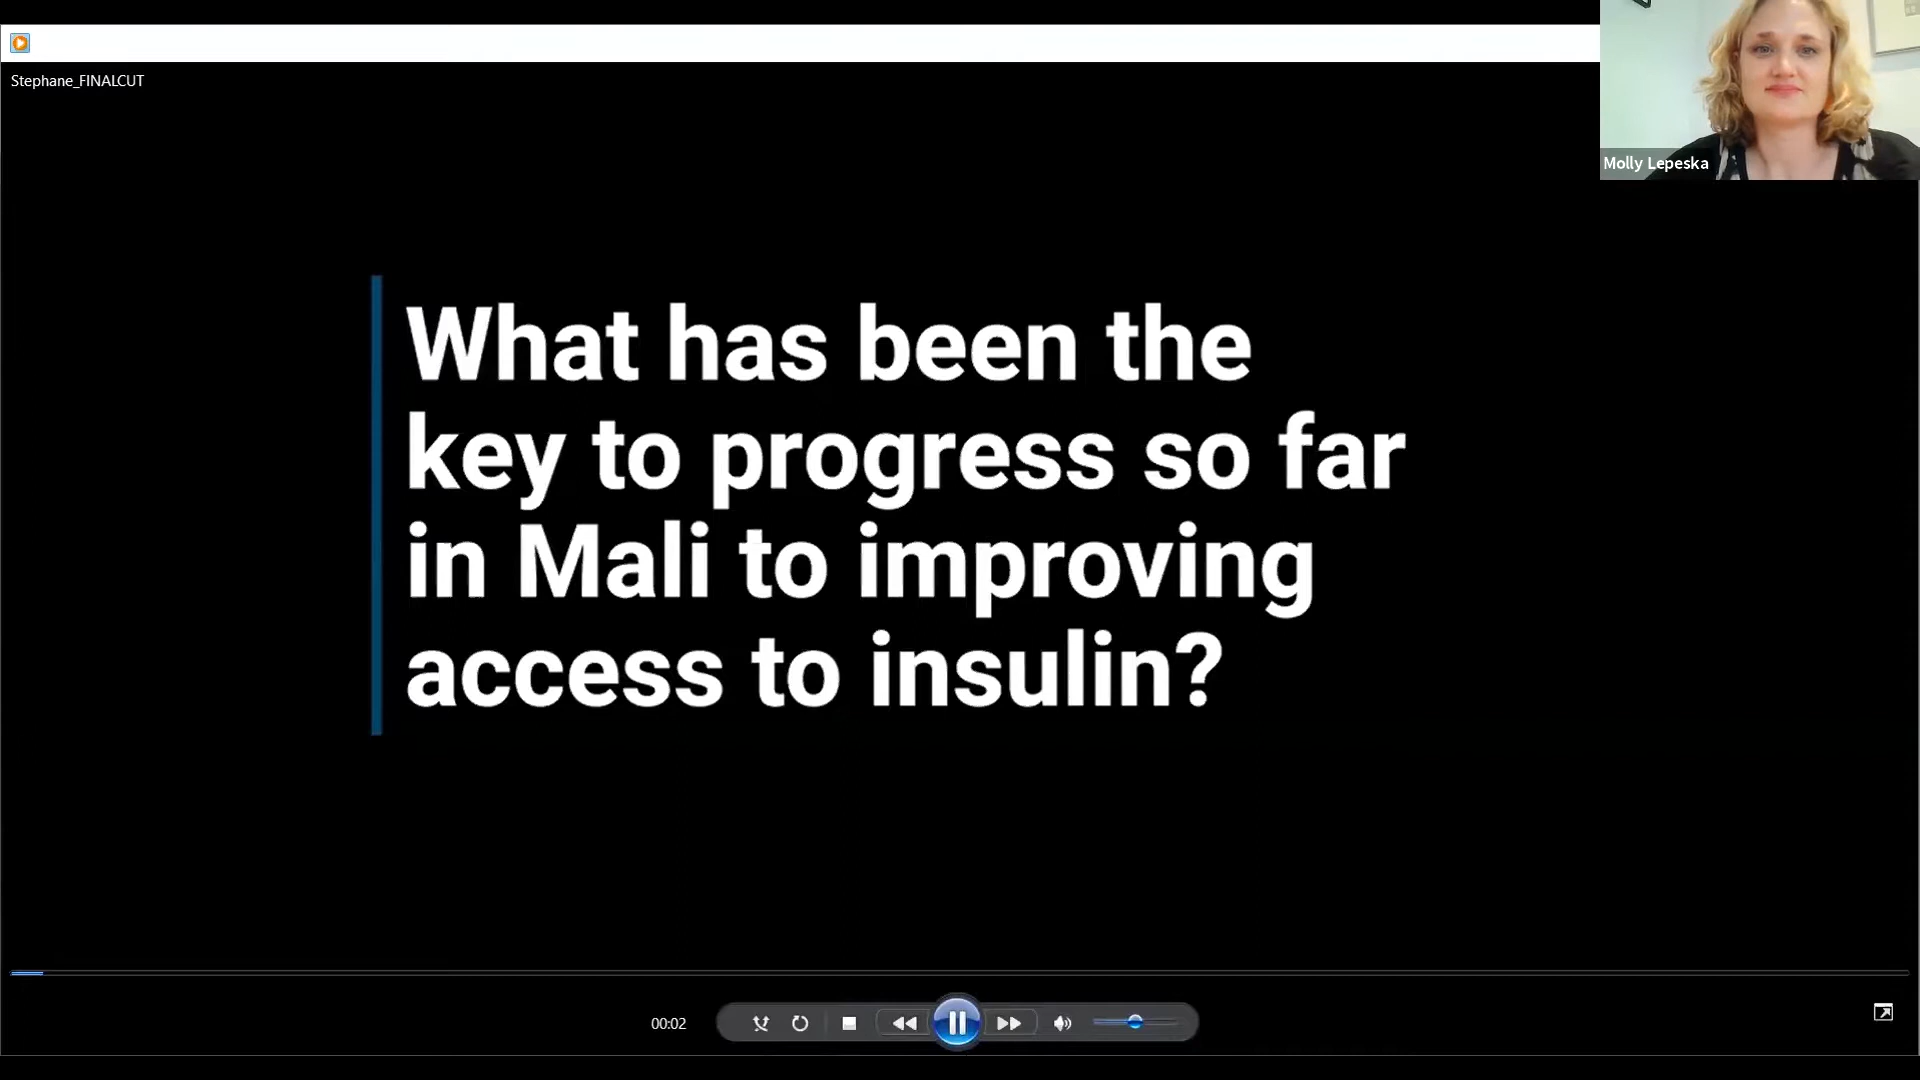 Stephane_FINALCUT
Molly Lepeska
What has been the
key to progress so far
in Mali to improving
access to insulin?
00:02